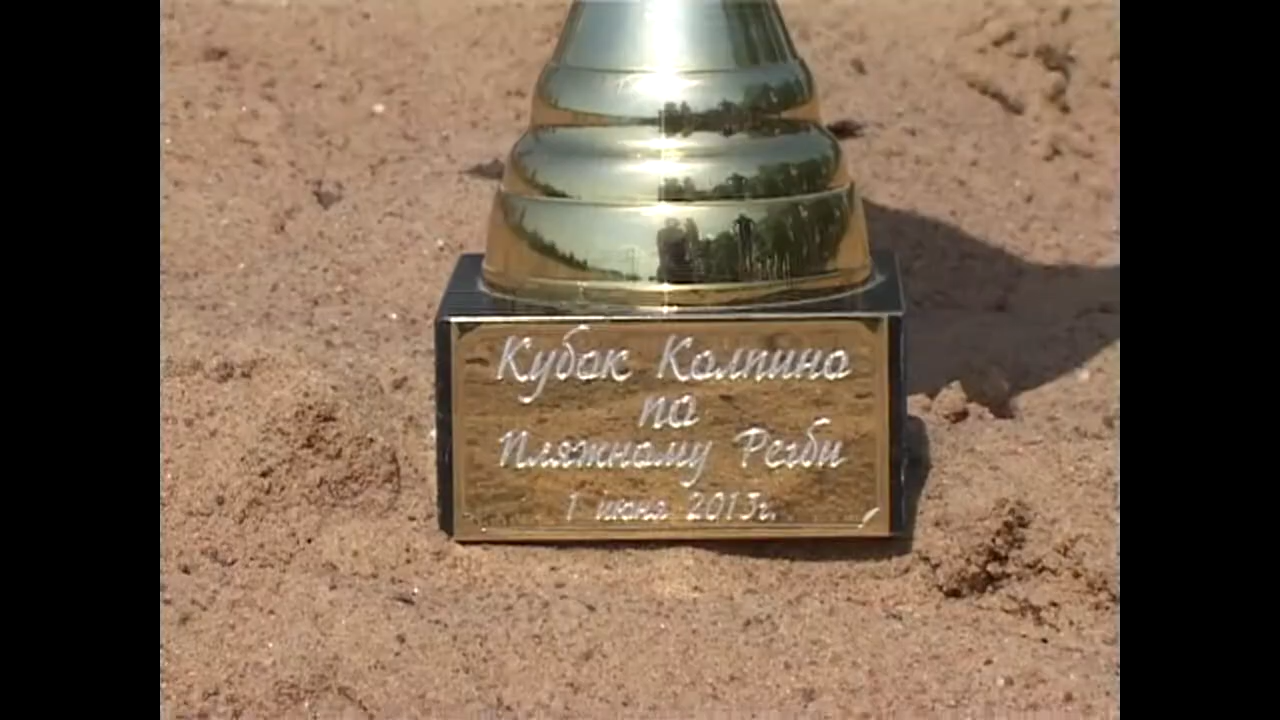 Кубок Колпино
по
Пляжному Регби
1 июня 2013г.